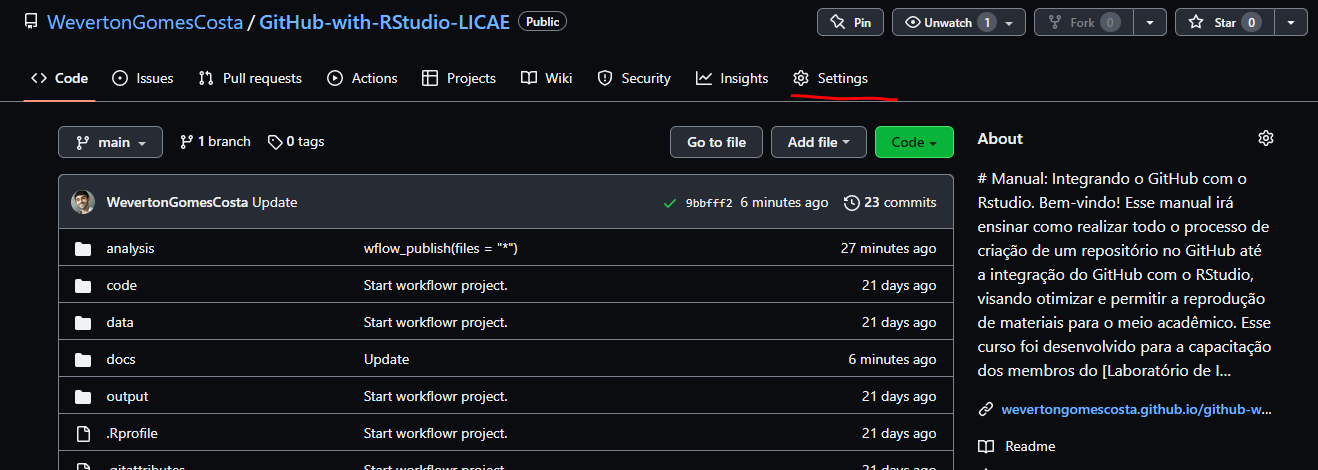 WevertonGomesCosta / GitHub-with-RStudio-LICAE Public Pin Unwatch 1 Fork 0 Star 0
Code Issues Pull requests Actions Projects Wiki Security Insights Settings
main 1 branch 0 tags Go to file Add file Code
WevertonGomesCosta Update 9bbfff2 6 minutes ago 23 commits
analysis wflow_publish(files = "*") 27 minutes ago
code Start workflowr project. 21 days ago
data Start workflowr project. 21 days ago
docs Update 6 minutes ago
output Start workflowr project. 21 days ago
.Rprofile Start workflowr project. 21 days ago
.gitattributes Start workflowr project. 21 days ago
About
# Manual: Integrando o GitHub com o
Rstudio. Bem-vindo! Esse manual irá
ensinar como realizar todo o processo de
criação de um repositório no GitHub até
a integração do GitHub com o RStudio,
visando otimizar e permitir a reprodução
de materiais para o meio acadêmico. Esse
curso foi desenvolvido para a capacitação
dos membros do [Laboratório de I...
wevertongomescosta.github.io/github-w...
Readme